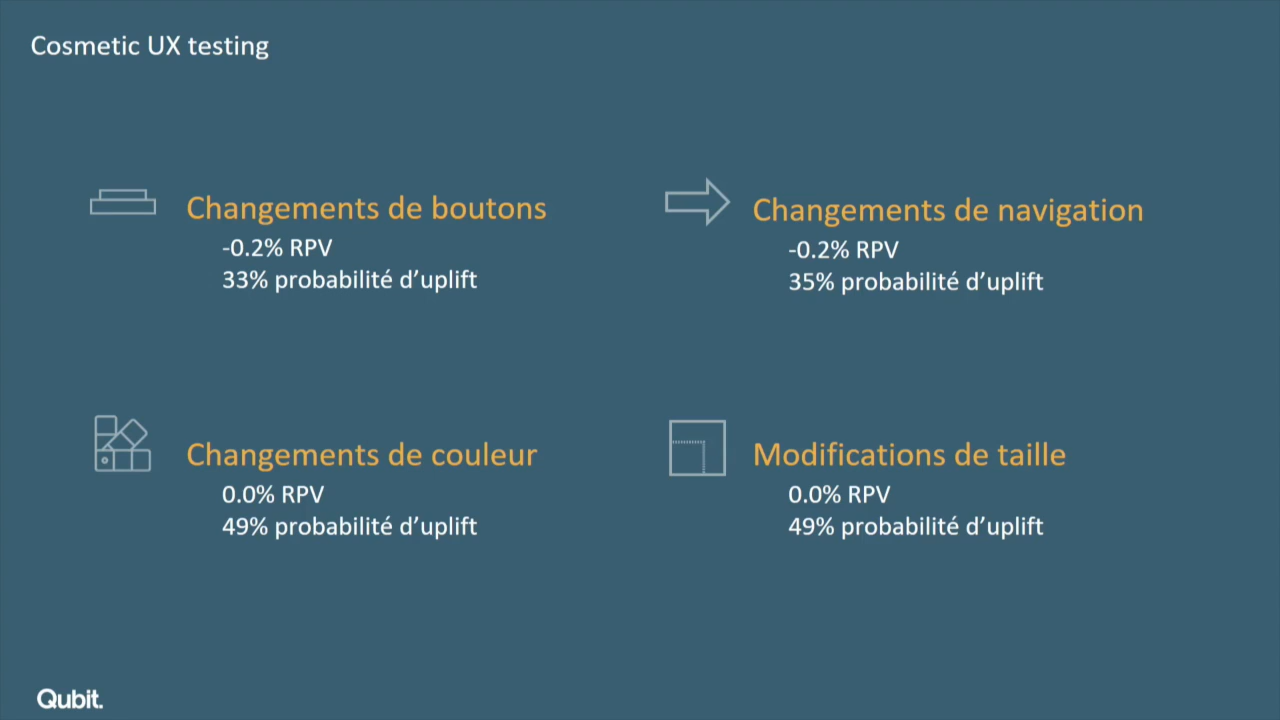 Cosmetic UX testing
Changements de boutons
-0.2% RPV
33% probabilité d’uplift
Changements de navigation
-0.2% RPV
35% probabilité d’uplift
Changements de couleur
0.0% RPV
49% probabilité d’uplift
Modifications de taille
0.0% RPV
49% probabilité d’uplift
Qubit.